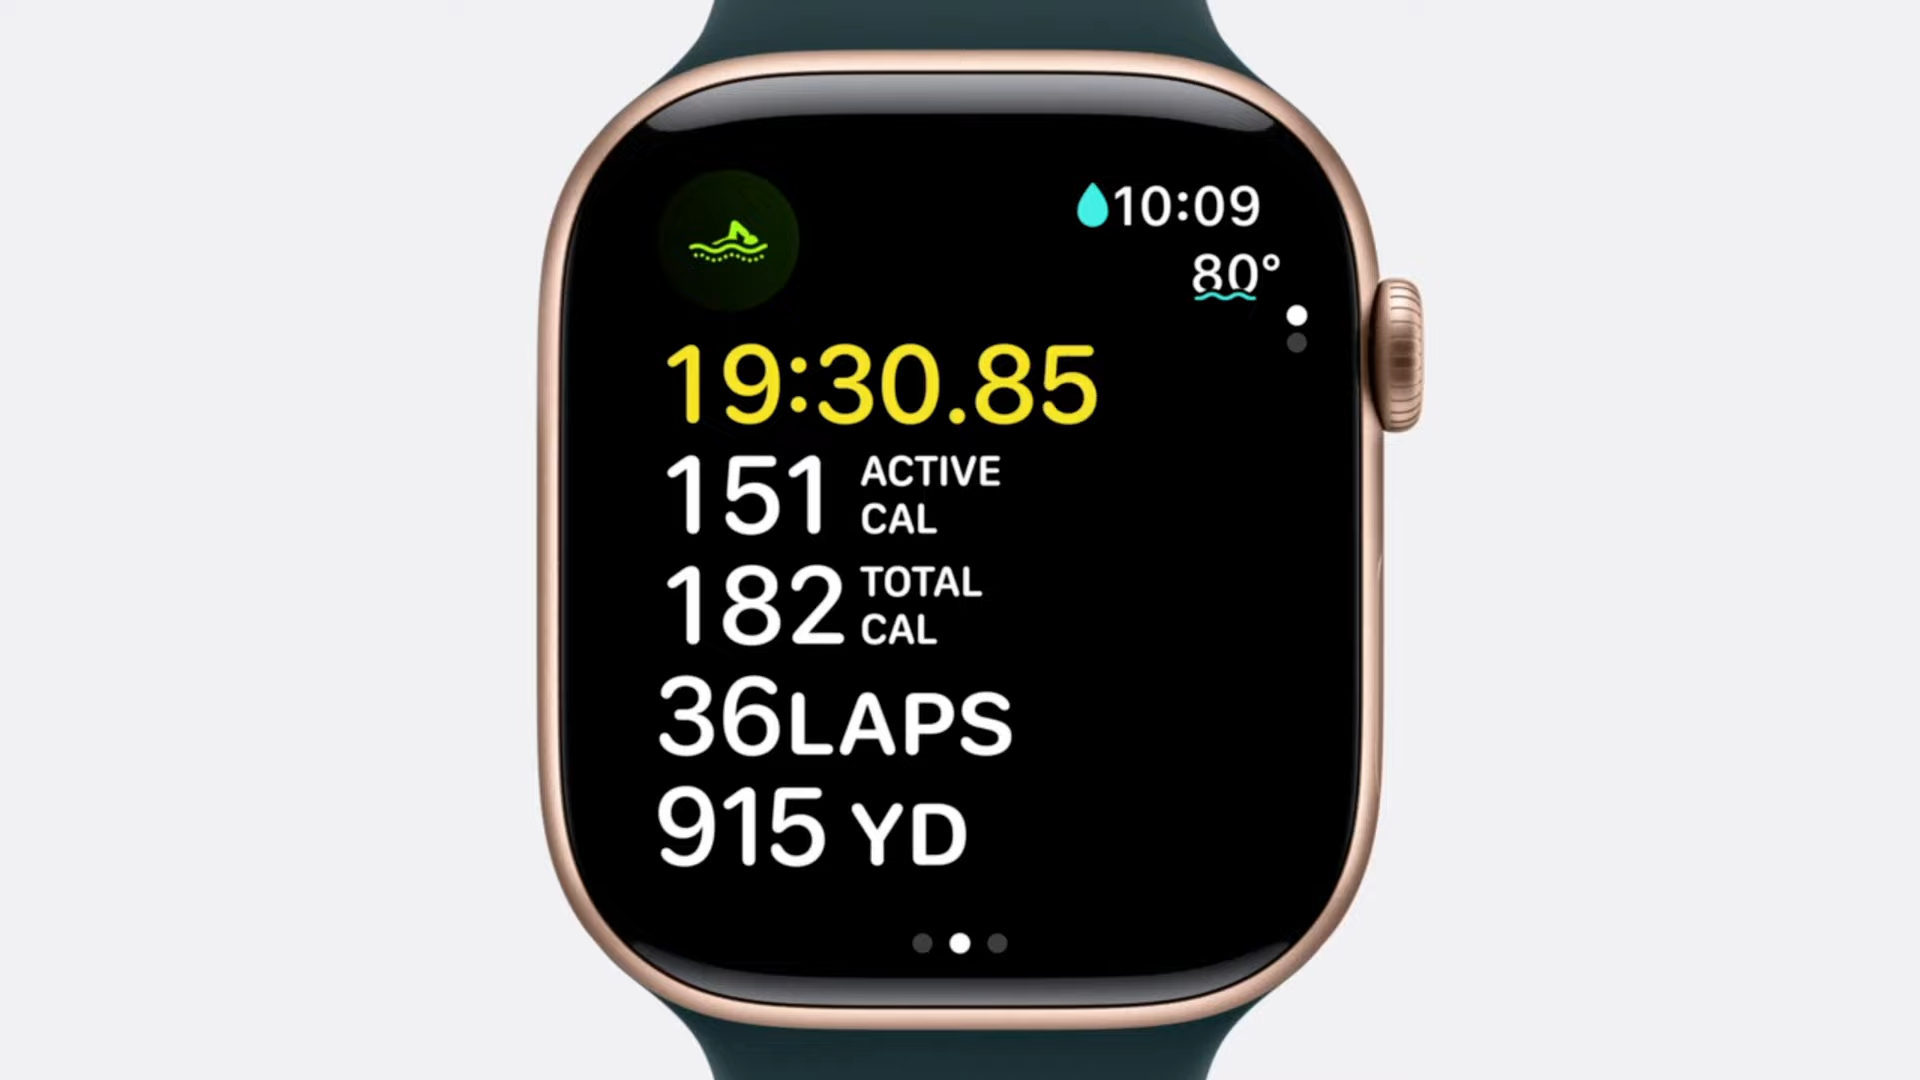 10:09
80°
19:30.85
151 ACTIVE CAL
182 TOTAL CAL
36LAPS
915 YD